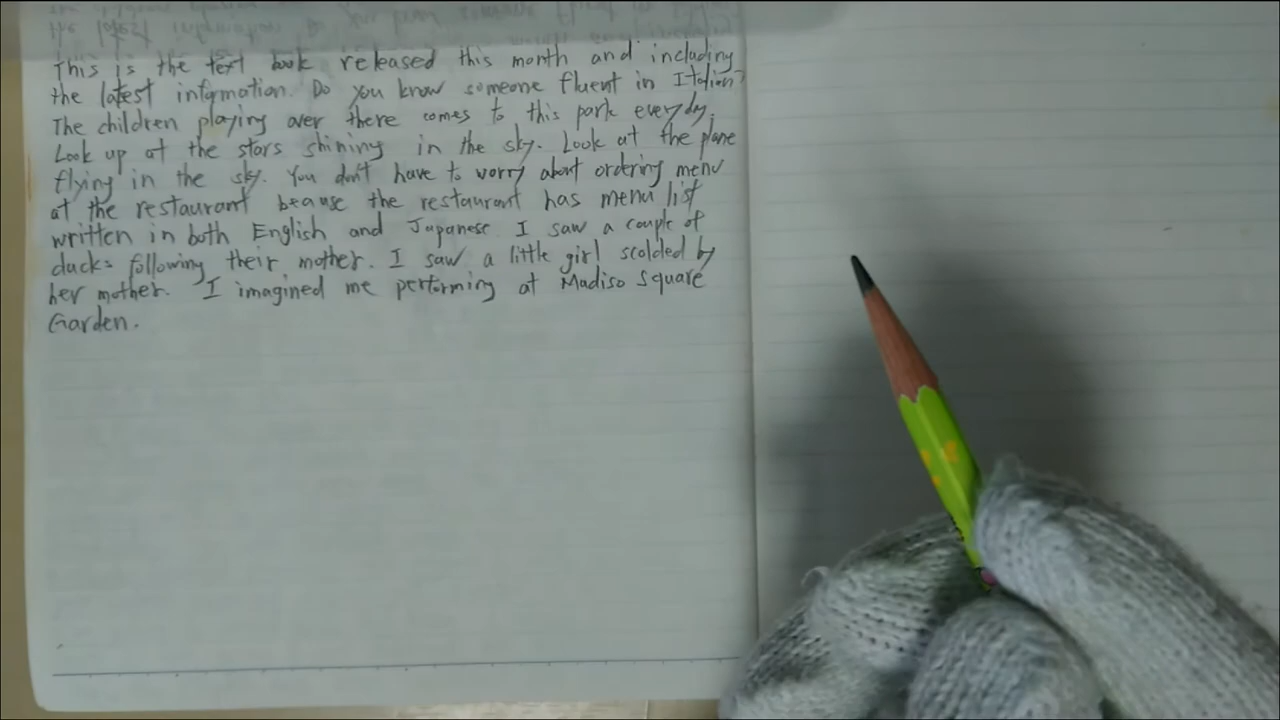 This is the text book released this month and including
the latest information. Do you know someone fluent in Italian?
The children playing over there comes to this park everyday.
Look up at the stars shining in the sky. Look at the plane
flying in the sky. You don't have to worry about ordering menu
at the restaurant beause the restaurant has menu list
written in both English and Japanese. I saw a couple of
ducks following their mother. I saw a little girl scolded by
her mother. I imagined me performing at Madiso Square
Garden.